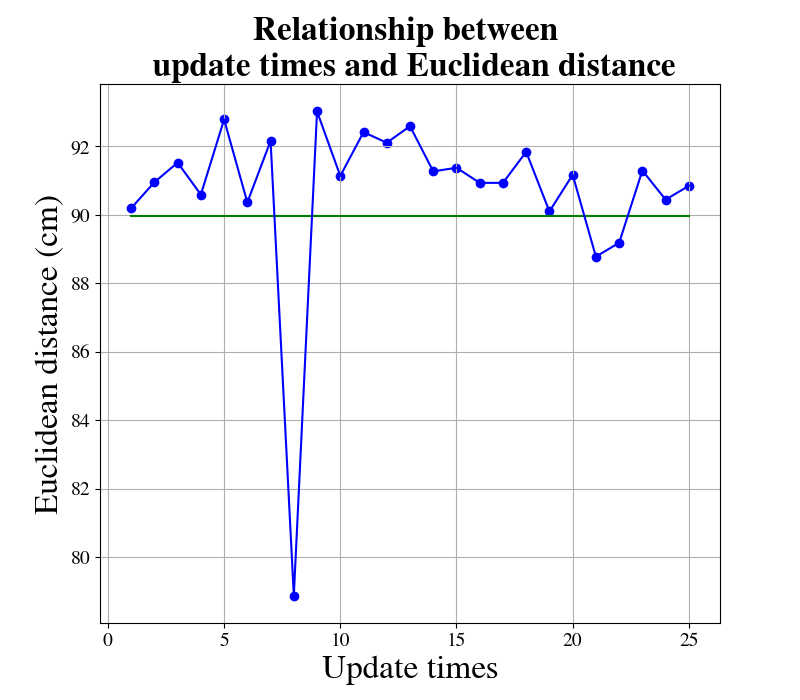 Relationship between
update times and Euclidean distance
Euclidean distance (cm)
92
90
88
86
84
82
80
0 5 10 15 20 25
Update times